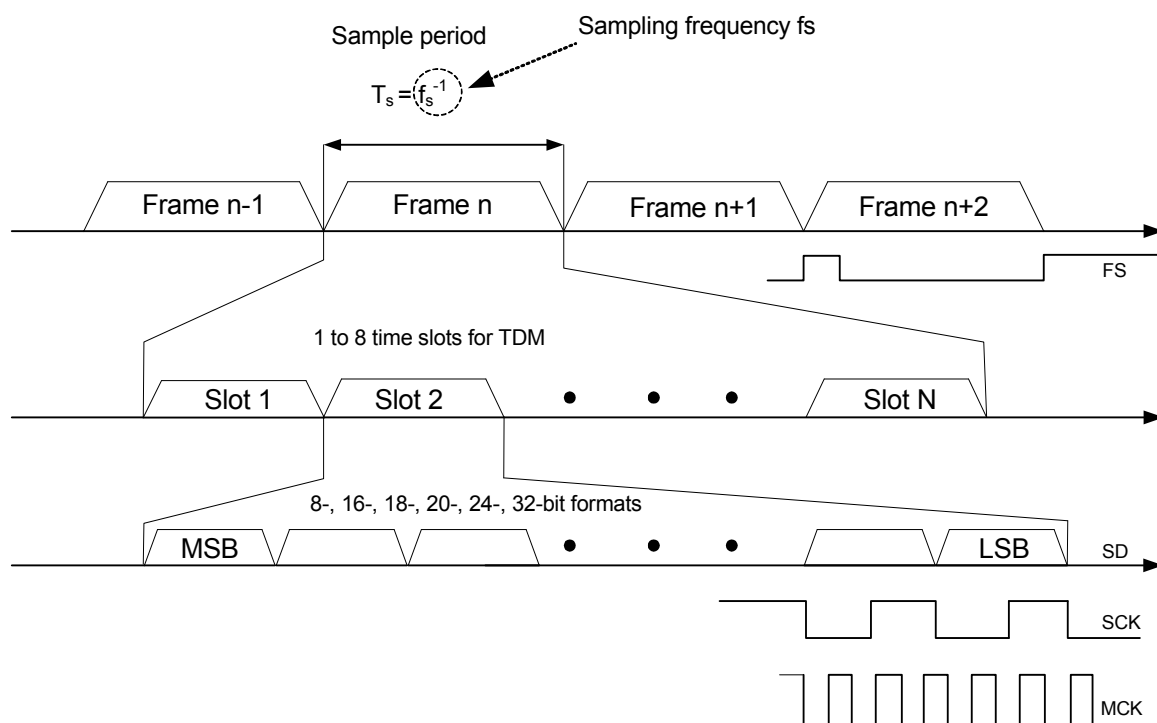 Sample period
Sampling frequency fs
Ts = fs-1
Frame n-1
Frame n
Frame n+1
Frame n+2
FS
1 to 8 time slots for TDM
Slot 1
Slot 2
Slot N
8-, 16-, 18-, 20-, 24-, 32-bit formats
MSB
LSB
SD
SCK
MCK